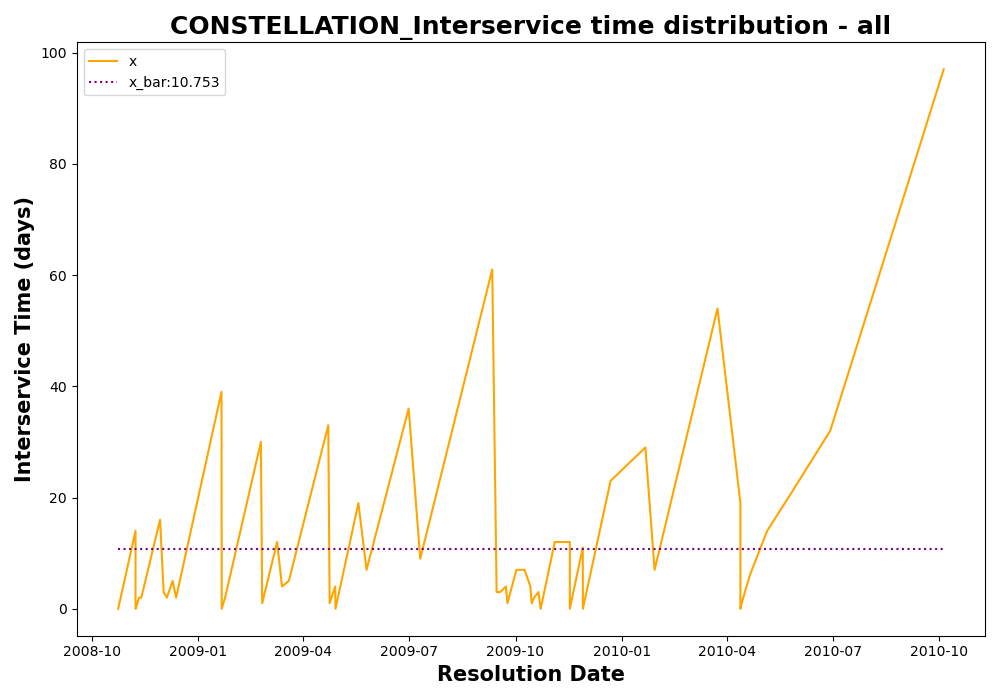 CONSTELLATION_Interservice time distribution - all
x
x_bar:10.753
Interservice Time (days)
100
80
60
40
20
0
2008-10 2009-01 2009-04 2009-07 2009-10 2010-01 2010-04 2010-07 2010-10
Resolution Date